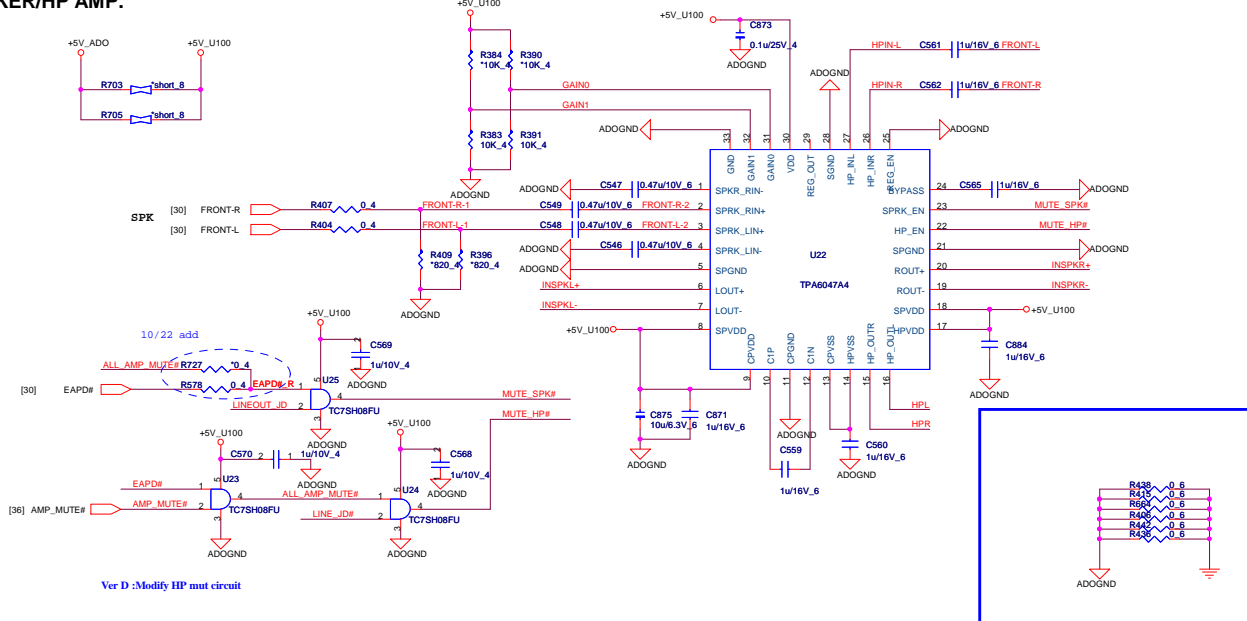 KER/HP AMP.
+5V_ADO
+5V_U100
R703
*short_8
R705
*short_8
+5V_U100
R384
*10K_4
R390
*10K_4
GAIN0
GAIN1
R383
10K_4
R391
10K_4
ADOGND
+5V_U100
C873
0.1u/25V_4
ADOGND
ADOGND
HPIN-L
C561
1u/16V_6
FRONT-L
HPIN-R
C562
1u/16V_6
FRONT-R
ADOGND
ADOGND
33
32
31
30
29
28
27
26
25
GND
GAIN1
GAIN0
VDD
REG_OUT
SGND
HP_INL
HP_INR
REG_EN
SPK
[30] FRONT-R
R407
0_4
FRONT-R-1
[30] FRONT-L
R404
0_4
FRONT-L-1
R409
*820_4
R396
*820_4
ADOGND
ADOGND
C547
0.47u/10V_6
1
SPKR_RIN-
C549
0.47u/10V_6
FRONT-R-2
2
SPRK_RIN+
C548
0.47u/10V_6
FRONT-L-2
3
SPRK_LIN+
ADOGND
C546
0.47u/10V_6
4
SPRK_LIN-
ADOGND
5
SPGND
INSPKL+
6
LOUT+
INSPKL-
7
LOUT-
+5V_U100
8
SPVDD
U22
TPA6047A4
BYPASS
24
C565
1u/16V_6
ADOGND
SPRK_EN
23
MUTE_SPK#
HP_EN
22
MUTE_HP#
SPGND
21
ADOGND
ROUT+
20
INSPKR+
ROUT-
19
INSPKR-
SPVDD
18
+5V_U100
HPVDD
17
C884
1u/16V_6
ADOGND
CPVDD
C1P
CPGND
C1N
CPVSS
HPVSS
HP_OUTR
HP_OUTL
9
10
11
12
13
14
15
16
HPL
HPR
C875
10u/6.3V_6
C871
1u/16V_6
ADOGND
ADOGND
C559
1u/16V_6
C560
1u/16V_6
ADOGND
10/22 add
ALL_AMP_MUTE#
R727
*0_4
[30] EAPD#
R578
0_4
EAPD#_R
LINEOUT_JD
+5V_U100
C569
2
1
1u/10V_4
ADOGND
U25
1
2
3
4
5
TC7SH08FU
MUTE_SPK#
MUTE_HP#
ADOGND
+5V_U100
C570
2
1
1u/10V_4
ADOGND
U23
EAPD#
1
[36] AMP_MUTE#
AMP_MUTE#
2
3
4
5
TC7SH08FU
ADOGND
ALL_AMP_MUTE#
+5V_U100
C568
2
1
1u/10V_4
ADOGND
U24
1
LINE_JD#
2
3
4
5
TC7SH08FU
ADOGND
Ver D :Modify HP mut circuit
R438
0_6
R415
0_6
R664
0_6
R406
0_6
R442
0_6
R436
0_6
ADOGND